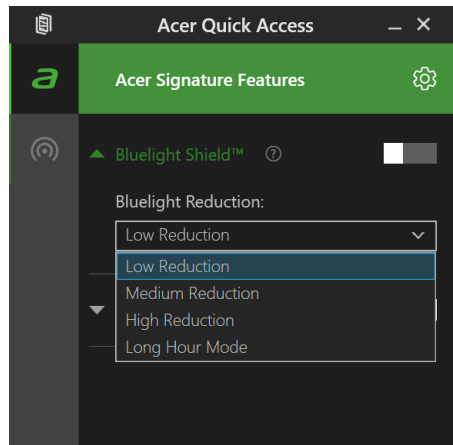 Acer Quick Access
Acer Signature Features
Bluelight Shield™
Bluelight Reduction:
Low Reduction
Low Reduction
Medium Reduction
High Reduction
Long Hour Mode